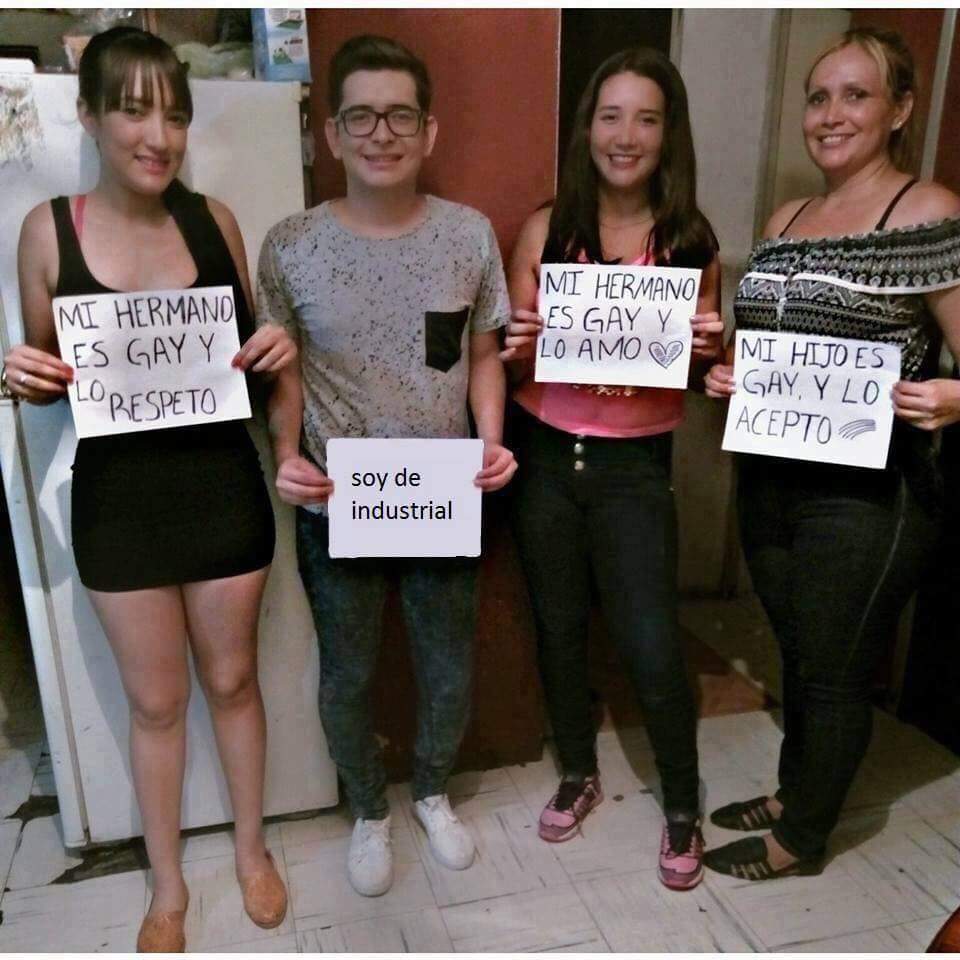 MI HERMANO
ES GAY Y
LO RESPETO
soy de
industrial
MI HERMANO
ES GAY Y
LO AMO
MI HIJO ES
GAY, Y LO
ACEPTO